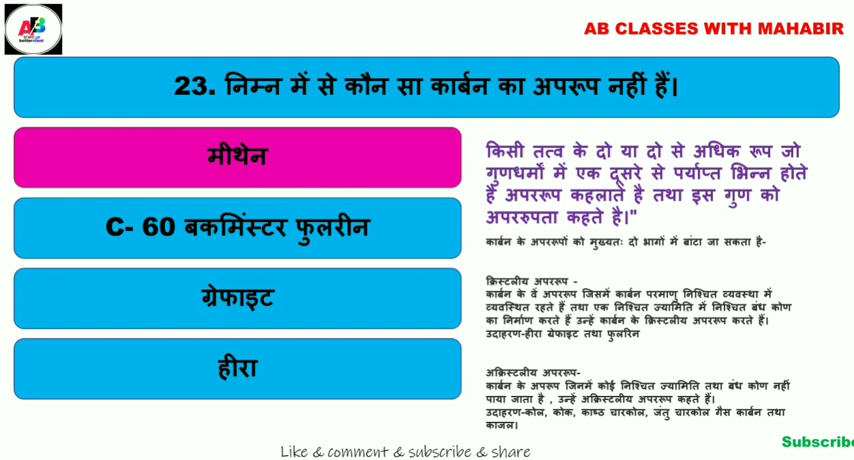 AB CLASSES WITH MAHABIR
23. निम्न में से कौन सा कार्बन का अपरूप नहीं हैं।
मीथेन
C- 60 बकमिंस्टर फुलरीन
ग्रेफाइट
हीरा
किसी तत्व के दो या दो से अधिक रूप जो
गुणधर्मों में एक दूसरे से पर्याप्त भिन्न होते
हैं अपररूप कहलाते है तथा इस गुण को
अपररुपता कहते है।"
कार्बन के अपररूपों को मुख्यतः दो भागों में बांटा जा सकता है-
क्रिस्टलीय अपररूप -
कार्बन के वें अपररूप जिसमें कार्बन परमाणु निश्चित व्यवस्था में
व्यवस्थित रहते हैं तथा एक निश्चित ज्यामिति में निश्चित बंध कोण
का निर्माण करते हैं उन्हें कार्बन के क्रिस्टलीय अपररूप करते हैं।
उदाहरण-हीरा ग्रेफाइट तथा फुलरिन
अक्रिस्टलीय अपररूप-
कार्बन के अपरूप जिनमें कोई निश्चित ज्यामिति तथा बंध कोण नहीं
पाया जाता है , उन्हें अक्रिस्टलीय अपररूप कहते हैं।
उदाहरण-कोल, कोक, काष्ठ चारकोल, जंतु चारकोल गैस कार्बन तथा
काजल।
Subscribe
Like & comment & subscribe & share